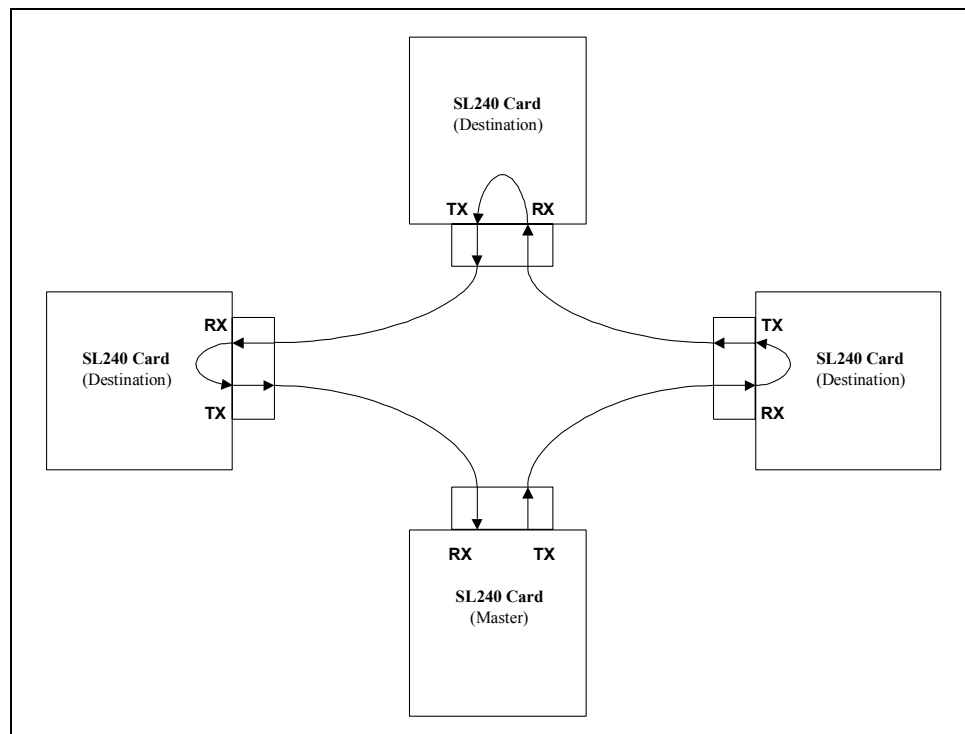 SL240 Card
(Destination)
TX
RX
RX
SL240 Card
(Destination)
TX
TX
SL240 Card
(Destination)
RX
RX
TX
SL240 Card
(Master)